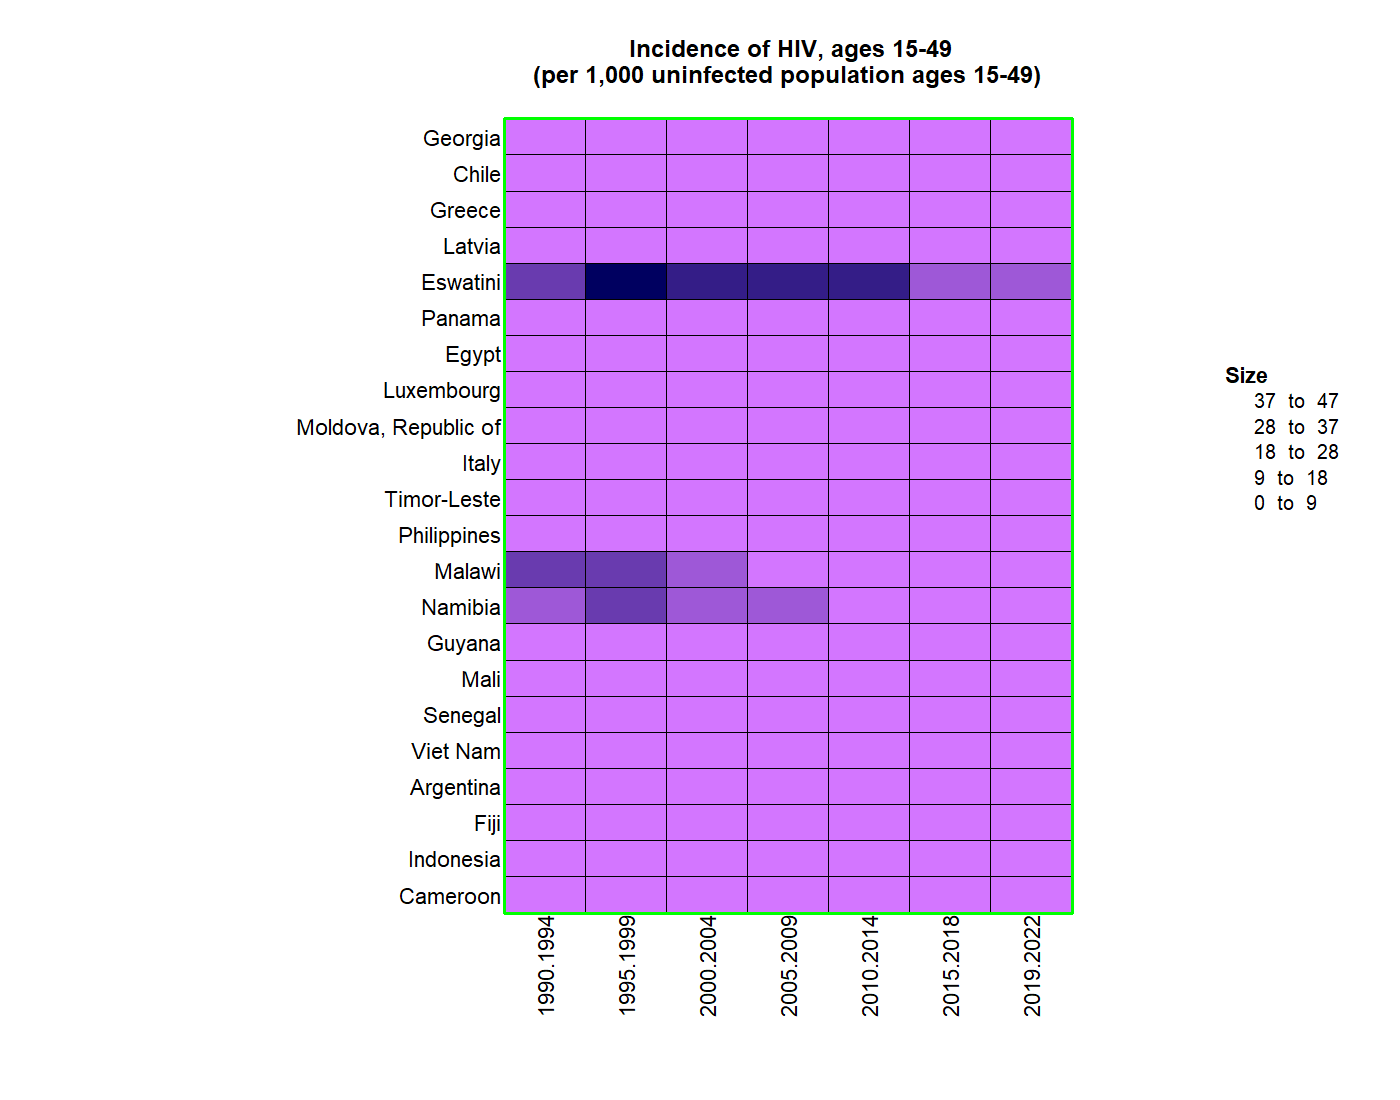 Incidence of HIV, ages 15-49
(per 1,000 uninfected population ages 15-49)
Georgia
Chile
Greece
Latvia
Eswatini
Panama
Egypt
Luxembourg
Moldova, Republic of
Italy
Timor-Leste
Philippines
Malawi
Namibia
Guyana
Mali
Senegal
Viet Nam
Argentina
Fiji
Indonesia
Cameroon
1990.1994
1995.1999
2000.2004
2005.2009
2010.2014
2015.2018
2019.2022
Size
37 to 47
28 to 37
18 to 28
9 to 18
0 to 9